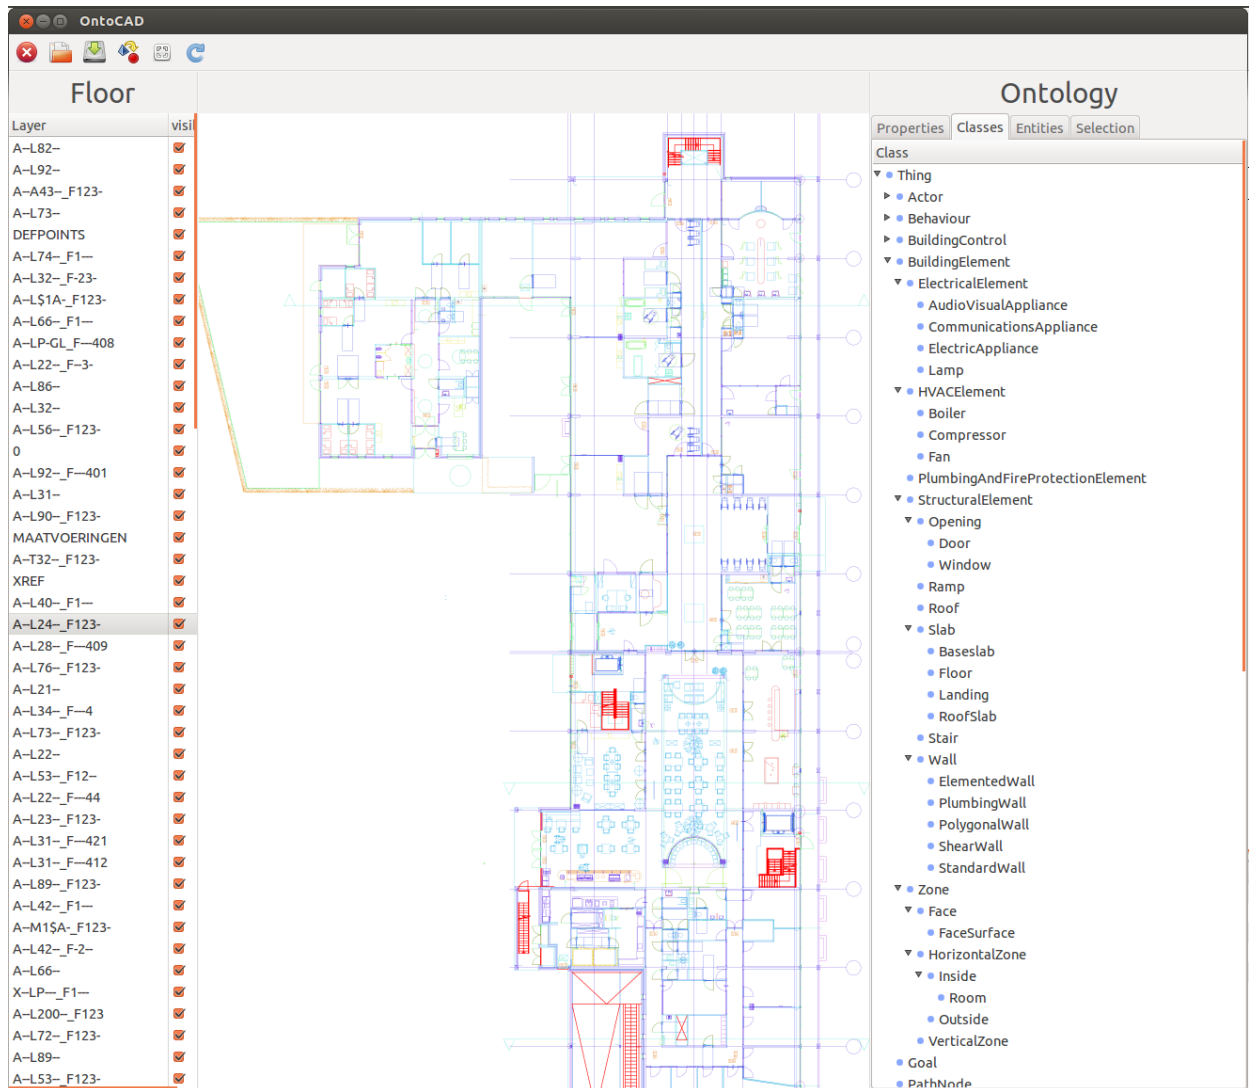 OntoCAD
Floor
Layer visil
A--L82--
A--L92--
A--A43--_F123-
A--L73--
DEFPOINTS
A--L74--_F1---
A--L32--_F-23-
A--L$1A-_F123-
A--L66--_F1---
A--LP-GL_F---408
A--L22--_F--3-
A--L86--
A--L32--
A--L56--_F123-
0
A--L92--_F---401
A--L31--
A--L90--_F123-
MAATVOERINGEN
A--T32--_F123-
XREF
A--L40--_F1---
A--L24--_F123-
A--L28--_F---409
A--L76--_F123-
A--L21--
A--L34--_F---4
A--L73--_F123-
A--L22--
A--L53--_F12--
A--L22--_F---44
A--L23--_F123-
A--L31--_F---421
A--L31--_F---412
A--L89--_F123-
A--L42--_F1---
A--M1$A-_F123-
A--L42--_F-2--
A--L66--
X--LP---_F1---
A--L200--_F123
A--L72--_F123-
A--L89--
A--L53--_F123-
Ontology
Properties Classes Entities Selection
Class
Thing
Actor
Behaviour
BuildingControl
BuildingElement
ElectricalElement
AudioVisualAppliance
CommunicationsAppliance
ElectricAppliance
Lamp
HVACElement
Boiler
Compressor
Fan
PlumbingAndFireProtectionElement
StructuralElement
Opening
Door
Window
Ramp
Roof
Slab
Baseslab
Floor
Landing
RoofSlab
Stair
Wall
ElementedWall
PlumbingWall
PolygonalWall
ShearWall
StandardWall
Zone
Face
FaceSurface
HorizontalZone
Inside
Room
Outside
VerticalZone
Goal
PathNode